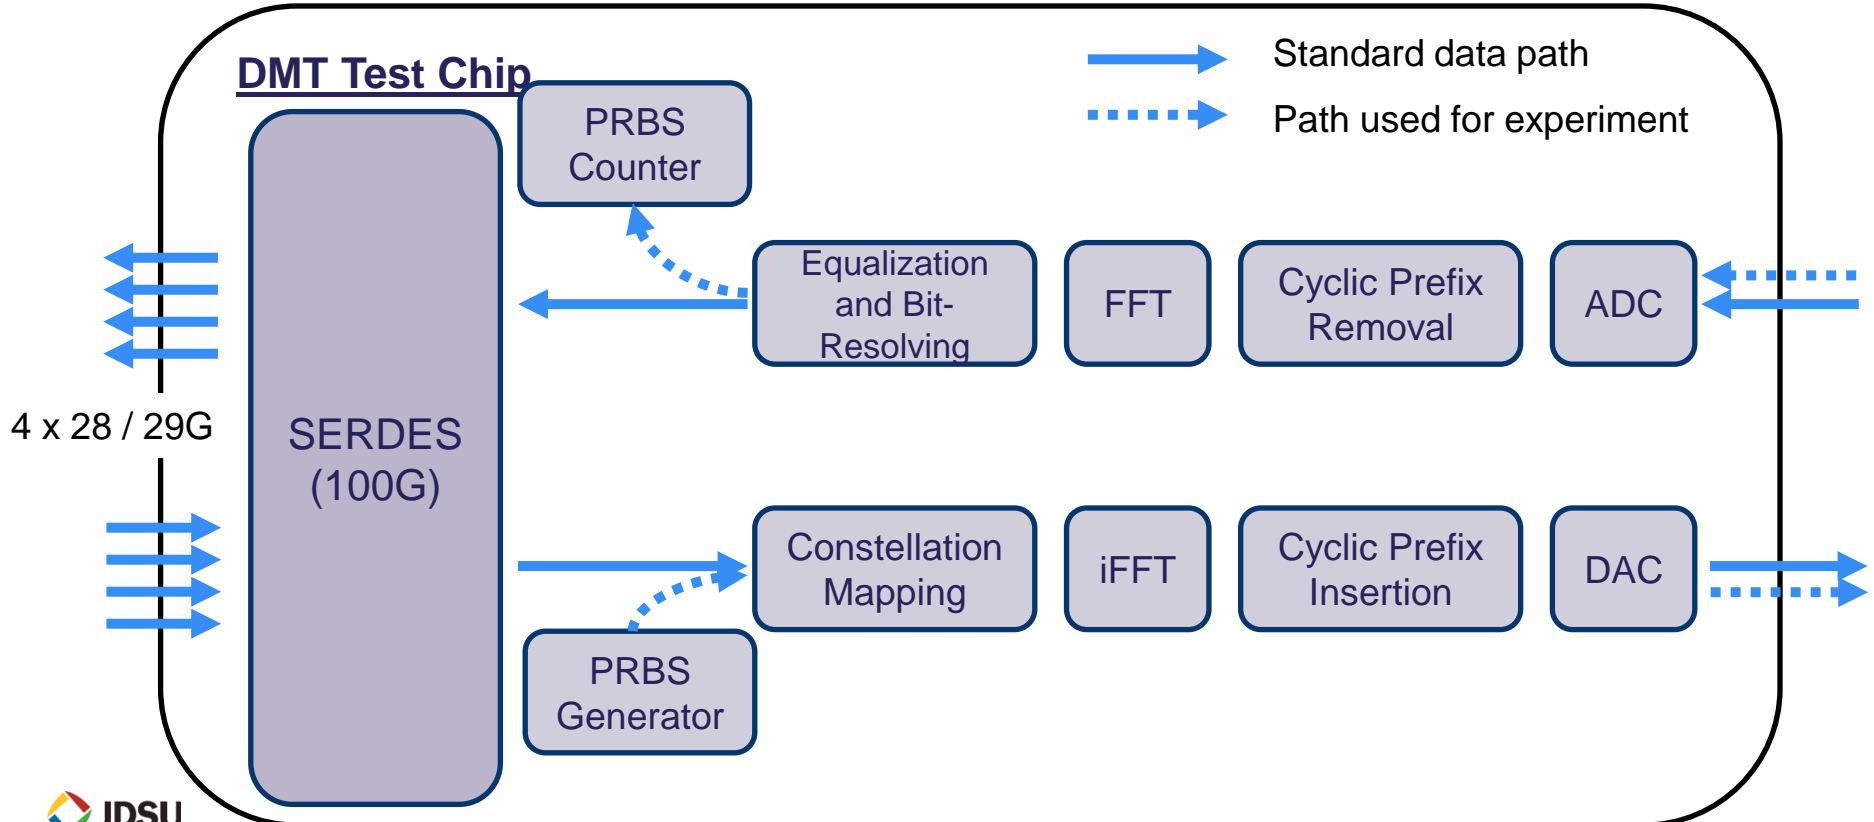 DMT Test Chip
Standard data path
Path used for experiment
PRBS
Counter
Equalization
and Bit-
Resolving
FFT
Cyclic Prefix
Removal
ADC
4 x 28 / 29G
SERDES
(100G)
Constellation
Mapping
iFFT
Cyclic Prefix
Insertion
DAC
PRBS
Generator
JDSU